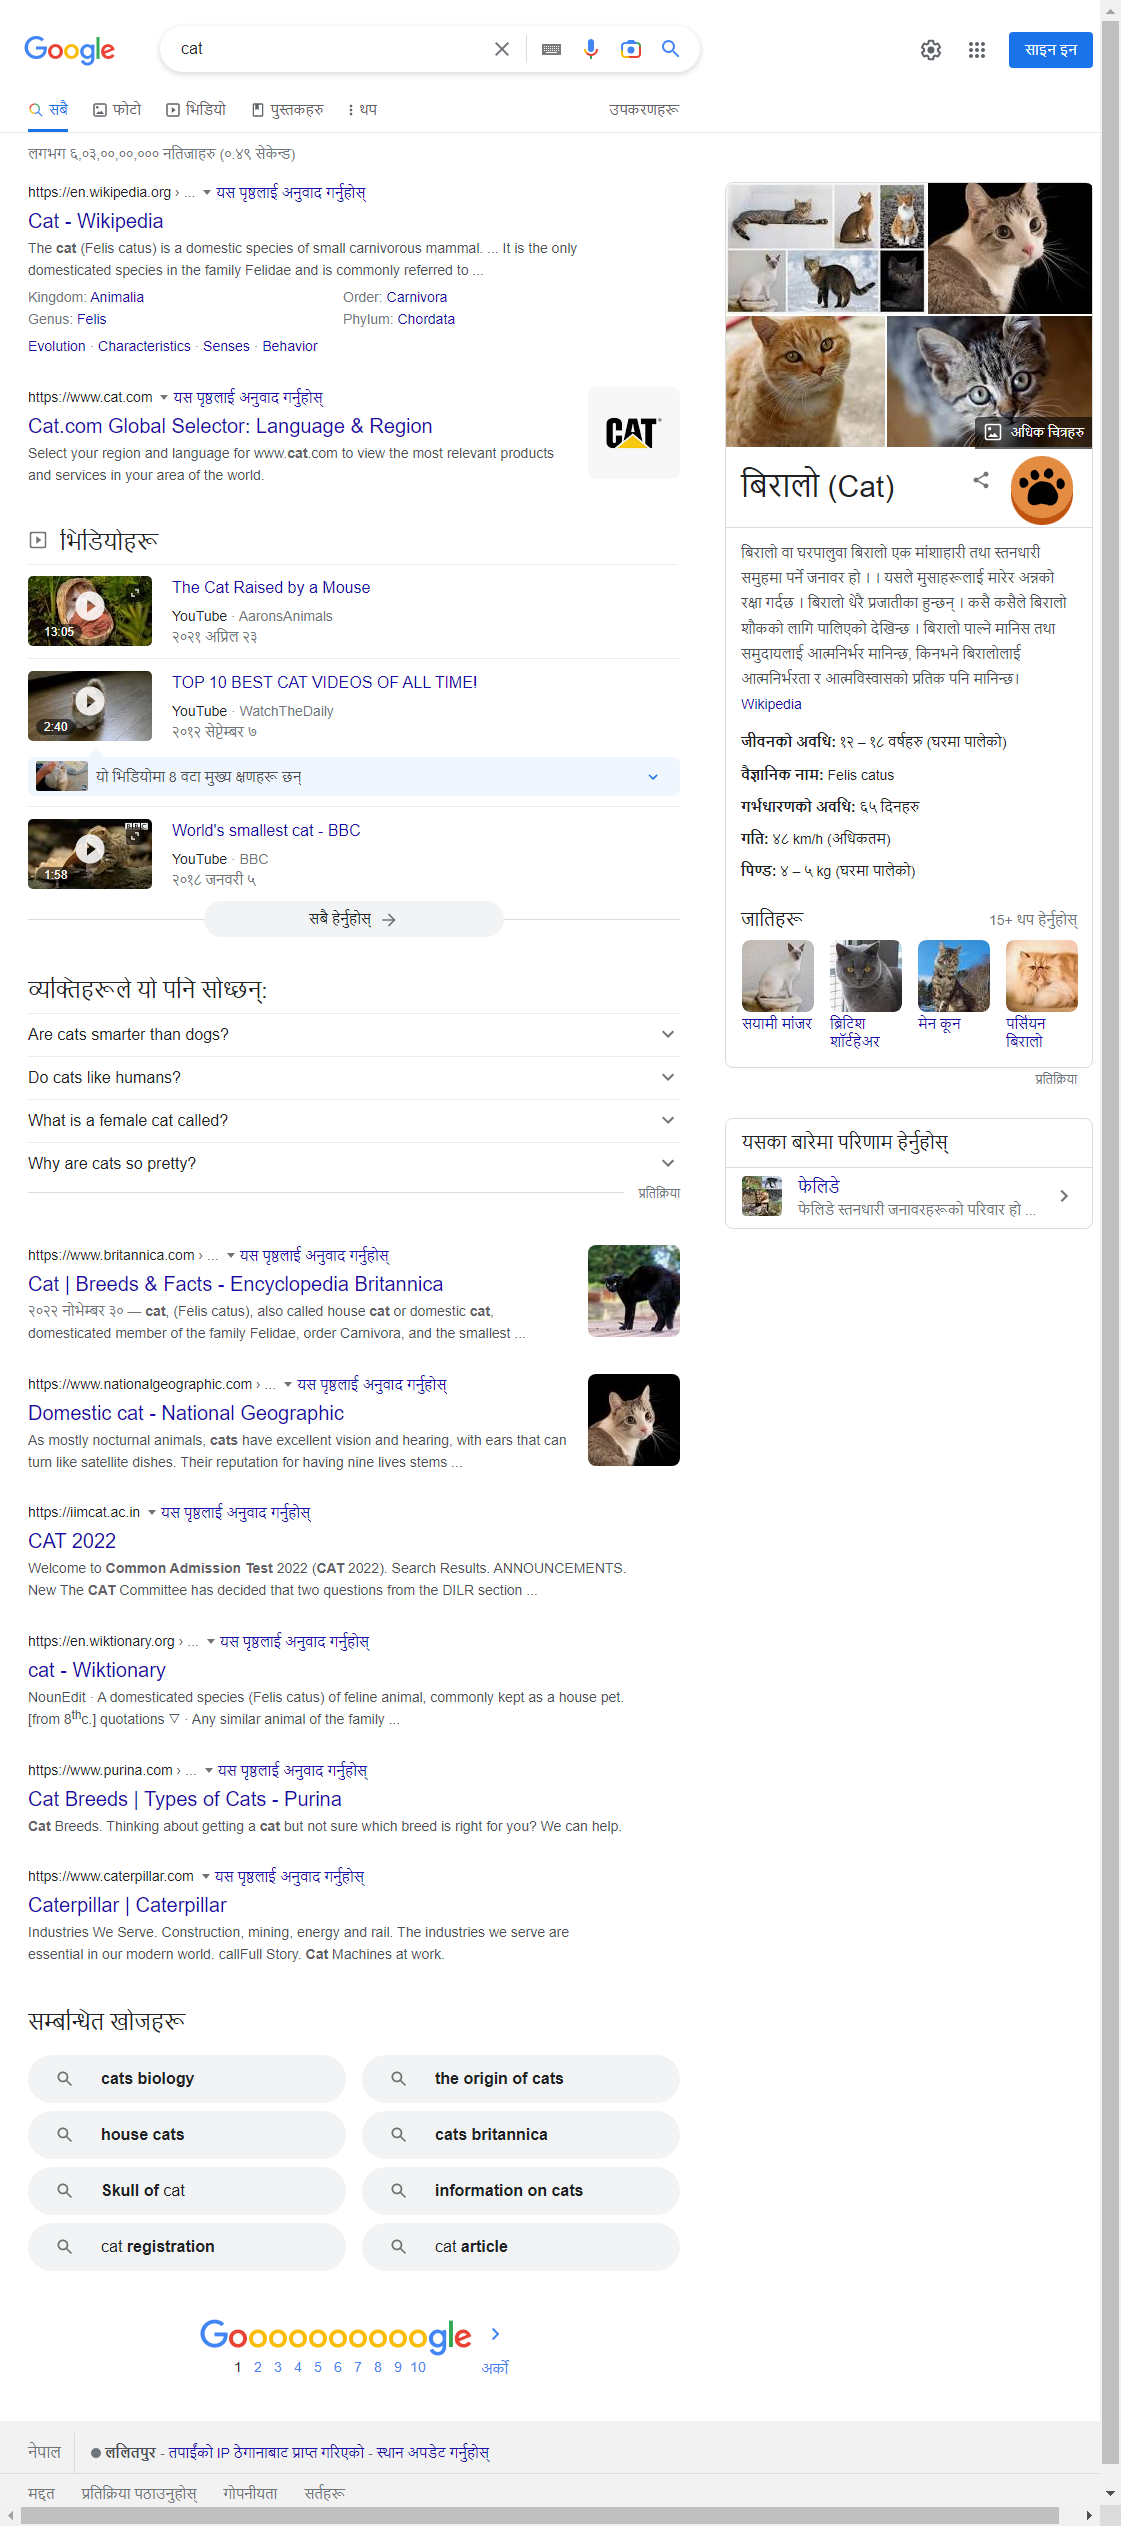 Google
cat
साइन इन
सबै
फोटो
भिडियो
पुस्तकहरु
थप
उपकरणहरू
लगभग ६,०३,००,००,००० नतिजाहरु (०.४९ सेकेन्ड)
https://en.wikipedia.org › ... यस पृष्ठलाई अनुवाद गर्नुहोस्
Cat - Wikipedia
The cat (Felis catus) is a domestic species of small carnivorous mammal. ... It is the only
domesticated species in the family Felidae and is commonly referred to ...
Kingdom: Animalia
Order: Carnivora
Genus: Felis
Phylum: Chordata
Evolution · Characteristics · Senses · Behavior
https://www.cat.com यस पृष्ठलाई अनुवाद गर्नुहोस्
Cat.com Global Selector: Language & Region
Select your region and language for www.cat.com to view the most relevant products
and services in your area of the world.
CAT
भिडियोहरू
The Cat Raised by a Mouse
YouTube · AaronsAnimals
२०२१ अप्रिल २३
13:05
TOP 10 BEST CAT VIDEOS OF ALL TIME!
YouTube · WatchTheDaily
२०१२ सेप्टेम्बर ७
2:40
यो भिडियोमा 8 वटा मुख्य क्षणहरू छन्
World's smallest cat - BBC
YouTube · BBC
२०१८ जनवरी ५
BBC
1:58
सबै हेर्नुहोस्
व्यक्तिहरूले यो पनि सोध्छन्:
Are cats smarter than dogs?
Do cats like humans?
What is a female cat called?
Why are cats so pretty?
प्रतिक्रिया
https://www.britannica.com › ... यस पृष्ठलाई अनुवाद गर्नुहोस्
Cat | Breeds & Facts - Encyclopedia Britannica
२०२२ नोभेम्बर ३० — cat, (Felis catus), also called house cat or domestic cat,
domesticated member of the family Felidae, order Carnivora, and the smallest ...
https://www.nationalgeographic.com › ... यस पृष्ठलाई अनुवाद गर्नुहोस्
Domestic cat - National Geographic
As mostly nocturnal animals, cats have excellent vision and hearing, with ears that can
turn like satellite dishes. Their reputation for having nine lives stems ...
https://iimcat.ac.in यस पृष्ठलाई अनुवाद गर्नुहोस्
CAT 2022
Welcome to Common Admission Test 2022 (CAT 2022). Search Results. ANNOUNCEMENTS.
New The CAT Committee has decided that two questions from the DILR section ...
https://en.wiktionary.org › ... यस पृष्ठलाई अनुवाद गर्नुहोस्
cat - Wiktionary
NounEdit · A domesticated species (Felis catus) of feline animal, commonly kept as a house pet.
[from 8thc.] quotations ▽ · Any similar animal of the family ...
https://www.purina.com › ... यस पृष्ठलाई अनुवाद गर्नुहोस्
Cat Breeds | Types of Cats - Purina
Cat Breeds. Thinking about getting a cat but not sure which breed is right for you? We can help.
https://www.caterpillar.com यस पृष्ठलाई अनुवाद गर्नुहोस्
Caterpillar | Caterpillar
Industries We Serve. Construction, mining, energy and rail. The industries we serve are
essential in our modern world. callFull Story. Cat Machines at work.
सम्बन्धित खोजहरू
cats biology
the origin of cats
house cats
cats britannica
Skull of cat
information on cats
cat registration
cat article
Goooooooooogle
1 2 3 4 5 6 7 8 9 10 अर्को
अधिक चित्रहरु
बिरालो (Cat)
बिरालो वा घरपालुवा बिरालो एक मांशाहारी तथा स्तनधारी
समुहमा पर्ने जनावर हो । । यसले मुसाहरूलाई मारेर अन्नको
रक्षा गर्दछ । बिरालो धेरै प्रजातीका हुन्छन् । कसै कसैले बिरालो
शौकको लागि पालिएको देखिन्छ । बिरालो पाल्ने मानिस तथा
समुदायलाई आत्मनिर्भर मानिन्छ, किनभने बिरालोलाई
आत्मनिर्भरता र आत्मविस्वासको प्रतिक पनि मानिन्छ।
Wikipedia
जीवनको अवधि: १२ – १८ वर्षहरु (घरमा पालेको)
वैज्ञानिक नाम: Felis catus
गर्भधारणको अवधि: ६५ दिनहरु
गति: ४८ km/h (अधिकतम)
पिण्ड: ४ – ५ kg (घरमा पालेको)
जातिहरू
15+ थप हेर्नुहोस्
सयामी मांजर
ब्रिटिश शॉर्टहेअर
मेन कून
पर्सियन बिरालो
प्रतिक्रिया
यसका बारेमा परिणाम हेर्नुहोस्
फेलिडे
फेलिडे स्तनधारी जनावरहरूको परिवार हो ...
नेपाल
ललितपुर - तपाईंको IP ठेगानाबाट प्राप्त गरिएको - स्थान अपडेट गर्नुहोस्
मद्दत
प्रतिक्रिया पठाउनुहोस्
गोपनीयता
सर्तहरू